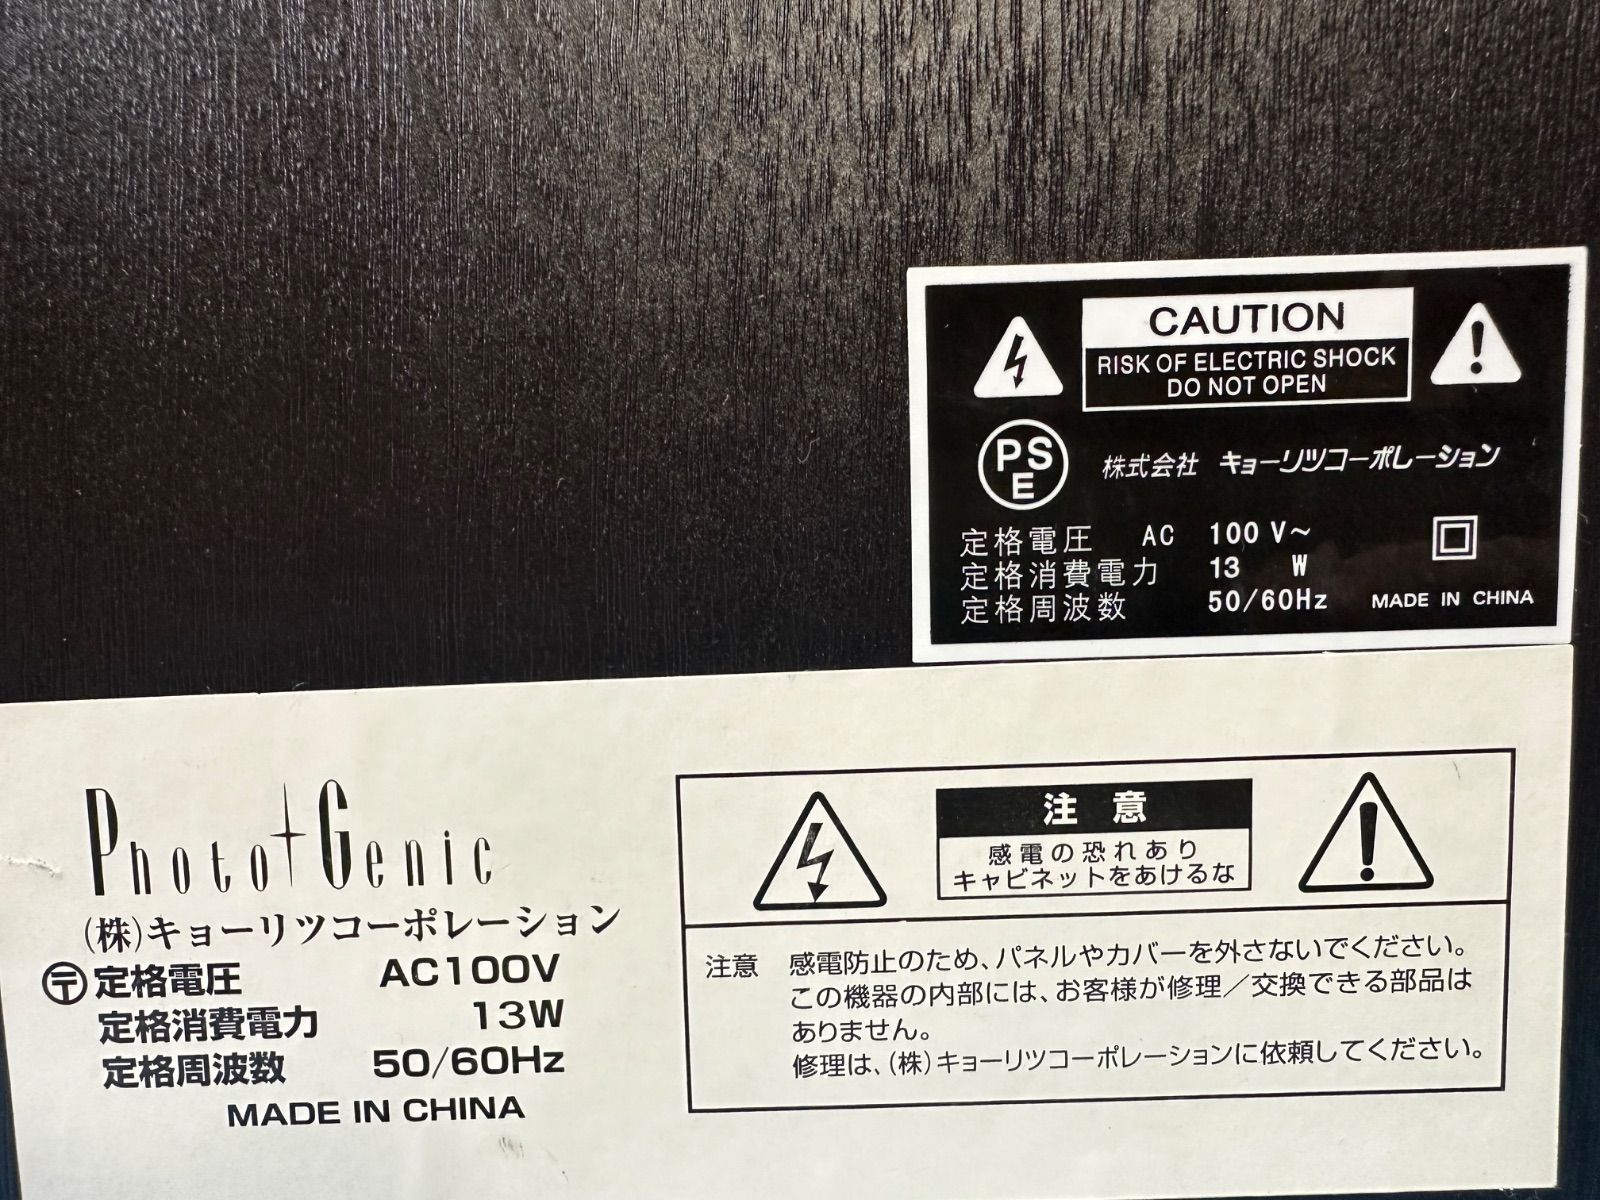 CAUTION
RISK OF ELECTRIC SHOCK
DO NOT OPEN
PSE
株式会社 キョーリツコーポレーション
定格電圧 AC 100 V～
定格消費電力 13 W
定格周波数 50/60Hz
MADE IN CHINA
Photo Genic
(株)キョーリツコーポレーション
〒 定格電圧 AC100V
定格消費電力 13W
定格周波数 50/60Hz
MADE IN CHINA
注意
感電の恐れあり
キャビネットをあけるな
注意 感電防止のため、パネルやカバーを外さないでください。
この機器の内部には、お客様が修理／交換できる部品は
ありません。
修理は、(株)キョーリツコーポレーションに依頼してください。